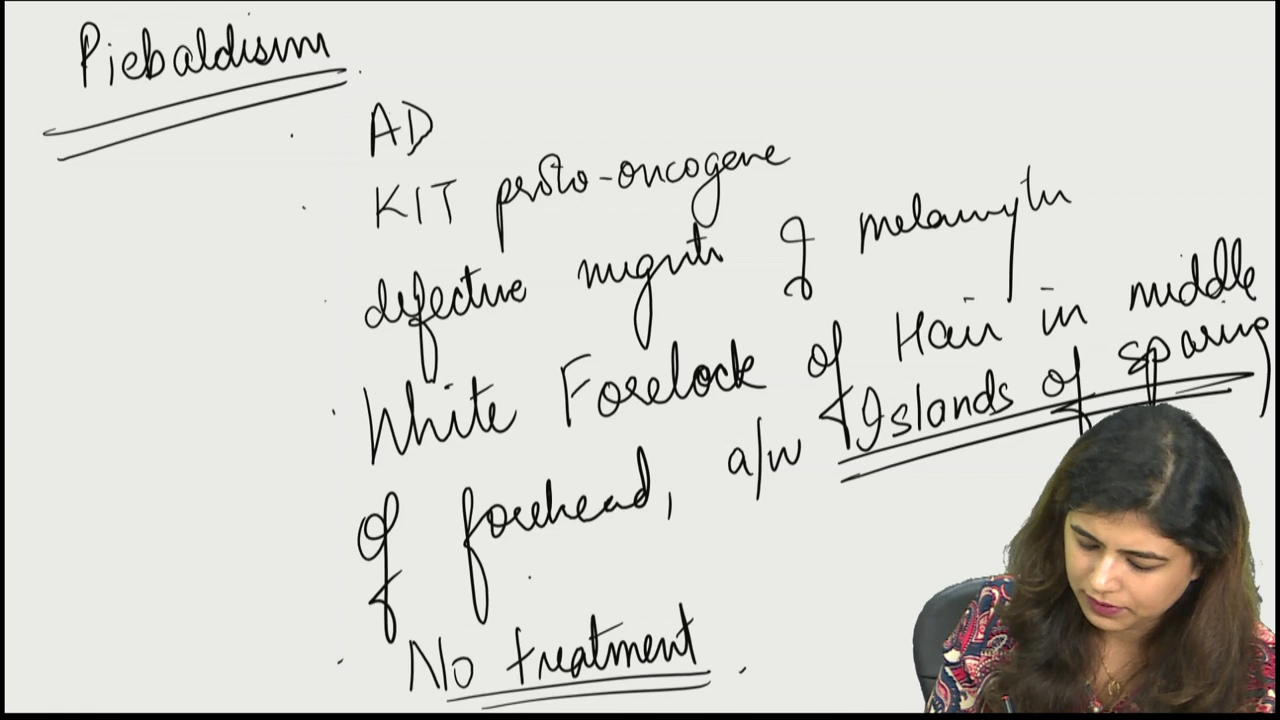 Piebaldism
AD
KIT proto-oncogene
defective migrtn of melanocytes
White Forelock of Hair in middle
of forehead, a/w Islands of sparing
No treatment